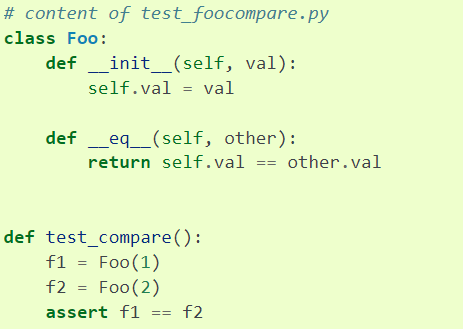 # content of test_foocompare.py
class Foo:
    def __init__(self, val):
        self.val = val
    def __eq__(self, other):
        return self.val == other.val
def test_compare():
    f1 = Foo(1)
    f2 = Foo(2)
    assert f1 == f2